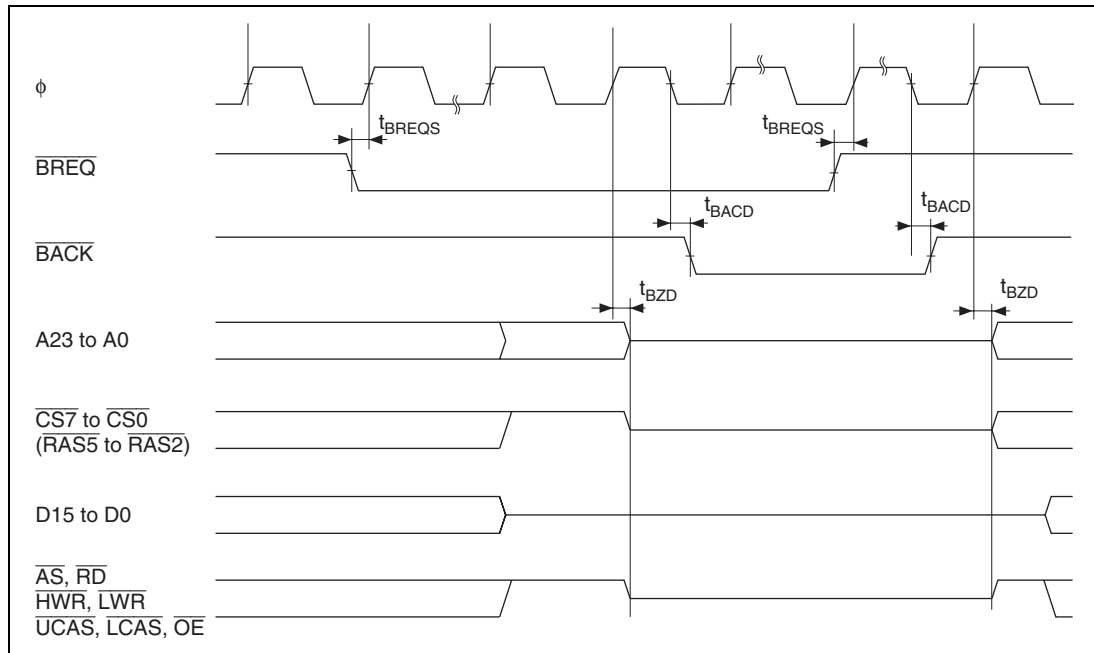 ϕ
tBREQS
tBREQS
BREQ
tBACD
tBACD
BACK
tBZD
tBZD
A23 to A0
CS7 to CS0
(RAS5 to RAS2)
D15 to D0
AS, RD
HWR, LWR
UCAS, LCAS, OE